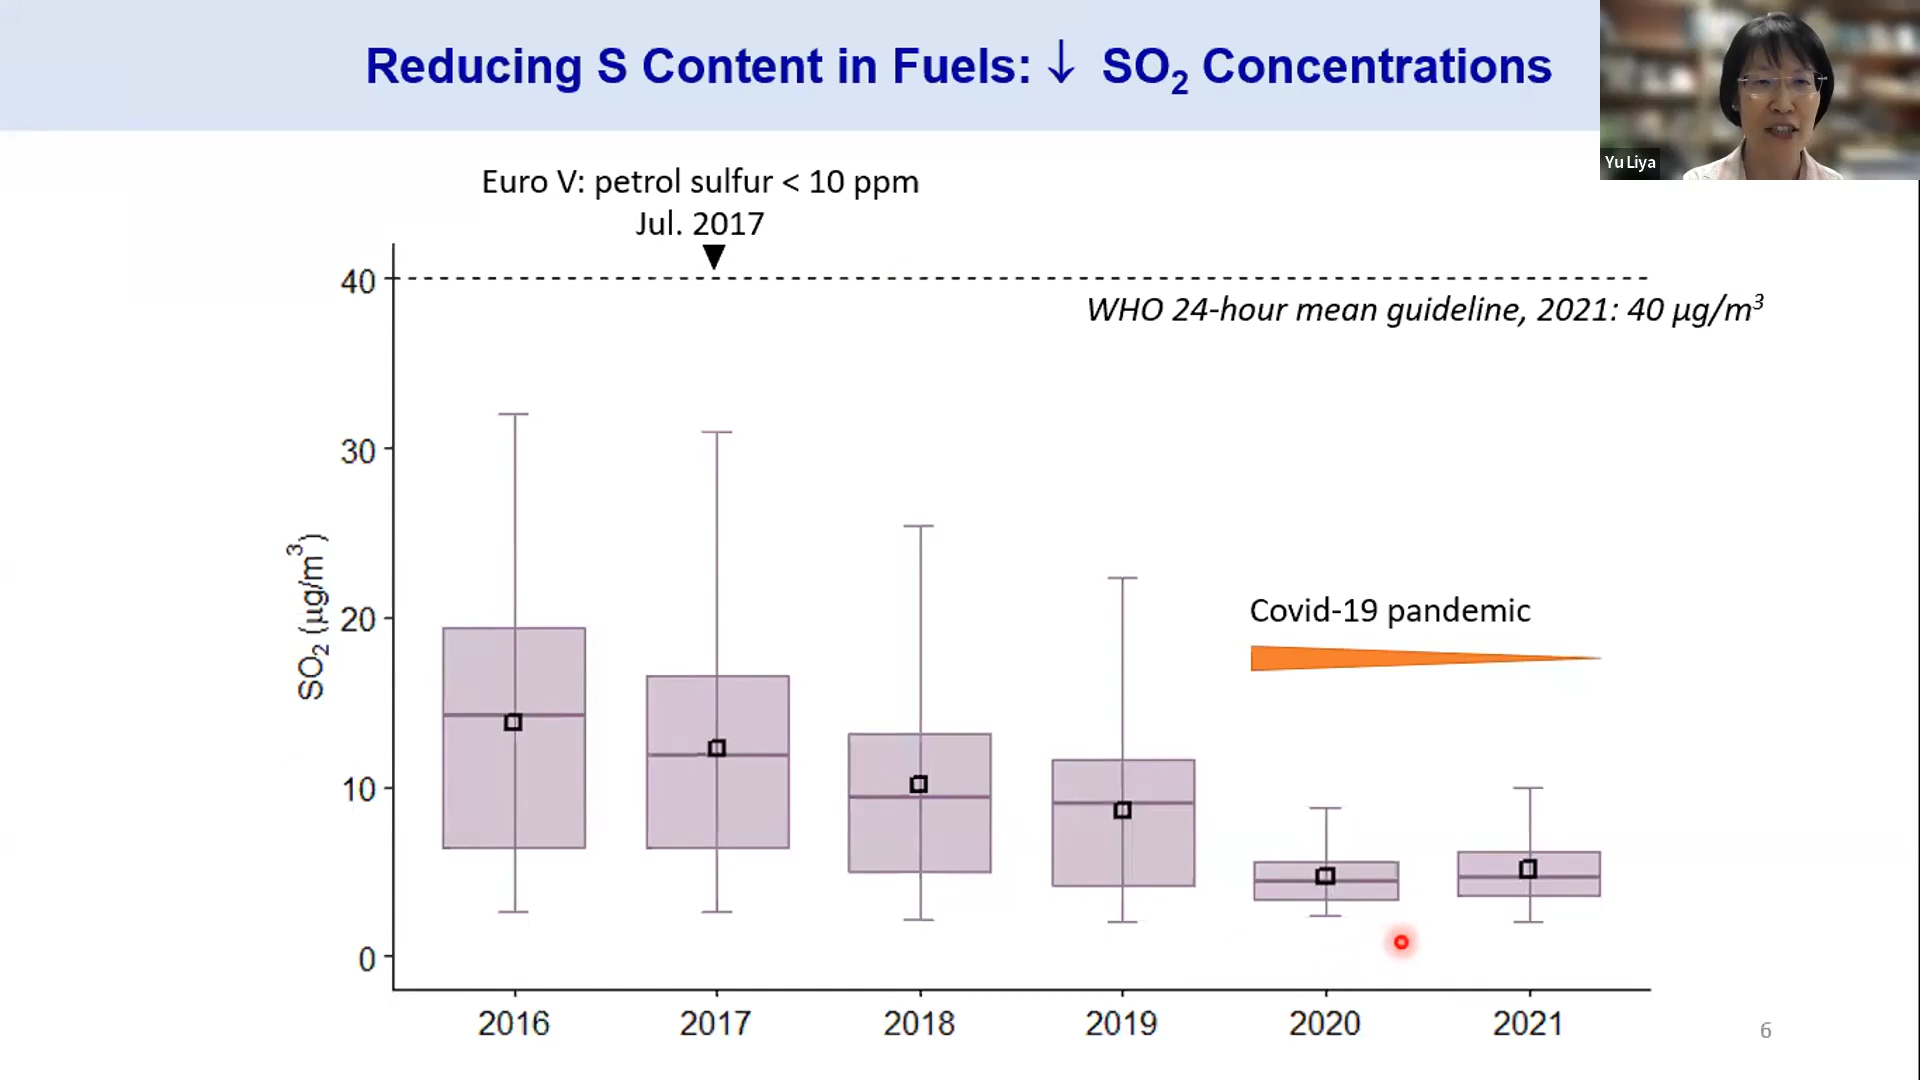 Reducing S Content in Fuels: ↓ SO₂ Concentrations
Yu Liya
Euro V: petrol sulfur < 10 ppm
Jul. 2017
WHO 24-hour mean guideline, 2021: 40 µg/m³
Covid-19 pandemic
SO₂ (µg/m³)
40
30
20
10
0
2016 2017 2018 2019 2020 2021
6